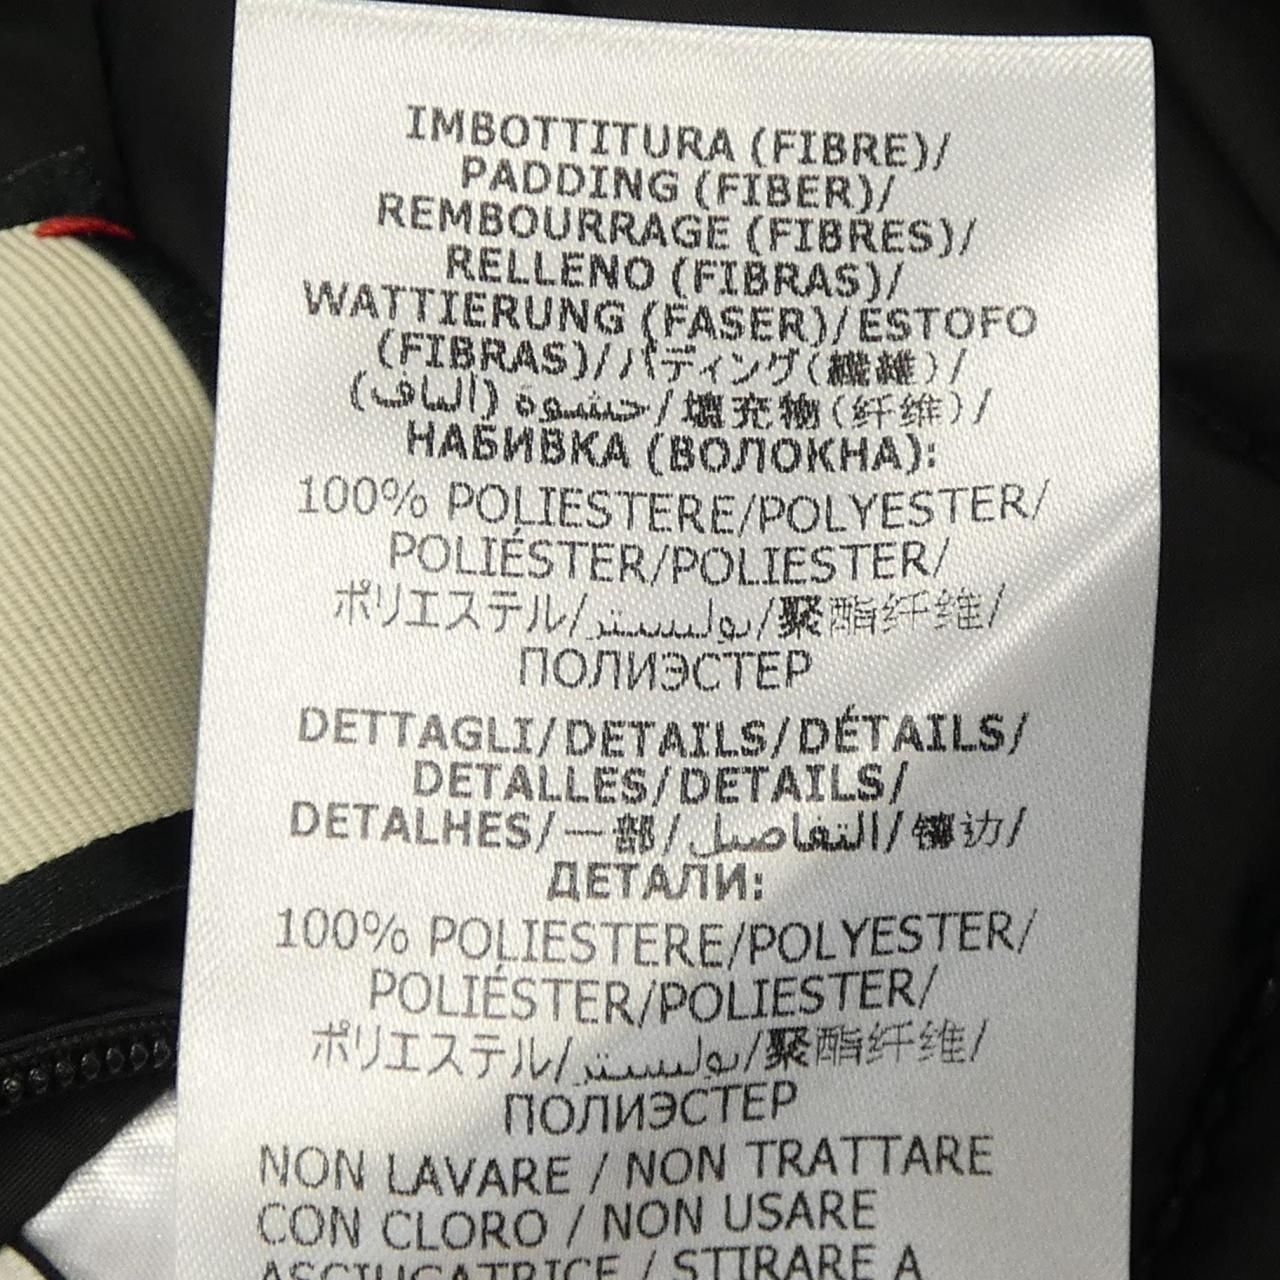 IMBOTTITURA (FIBRE)/
PADDING (FIBER)/
REMBOURRAGE (FIBRES)/
RELLENO (FIBRAS)/
WATTIERUNG (FASER)/ESTOFO
(FIBRAS)/パディング(繊維)/
حشوة (ألياف)/填充物(纤维)/
НАБИВКА (ВОЛОКНА):
100% POLIESTERE/POLYESTER/
POLIÉSTER/POLIESTER/
ポリエステル/بوليستر/聚酯纤维/
ПОЛИЭСТЕР
DETTAGLI/DETAILS/DÉTAILS/
DETALLES/DETAILS/
DETALHES/一部/التفاصيل/镶边/
ДЕТАЛИ:
100% POLIESTERE/POLYESTER/
POLIÉSTER/POLIESTER/
ポリエステル/بوليستر/聚酯纤维/
ПОЛИЭСТЕР
NON LAVARE / NON TRATTARE
CON CLORO / NON USARE
ASCIUGATRICE / STIRARE A